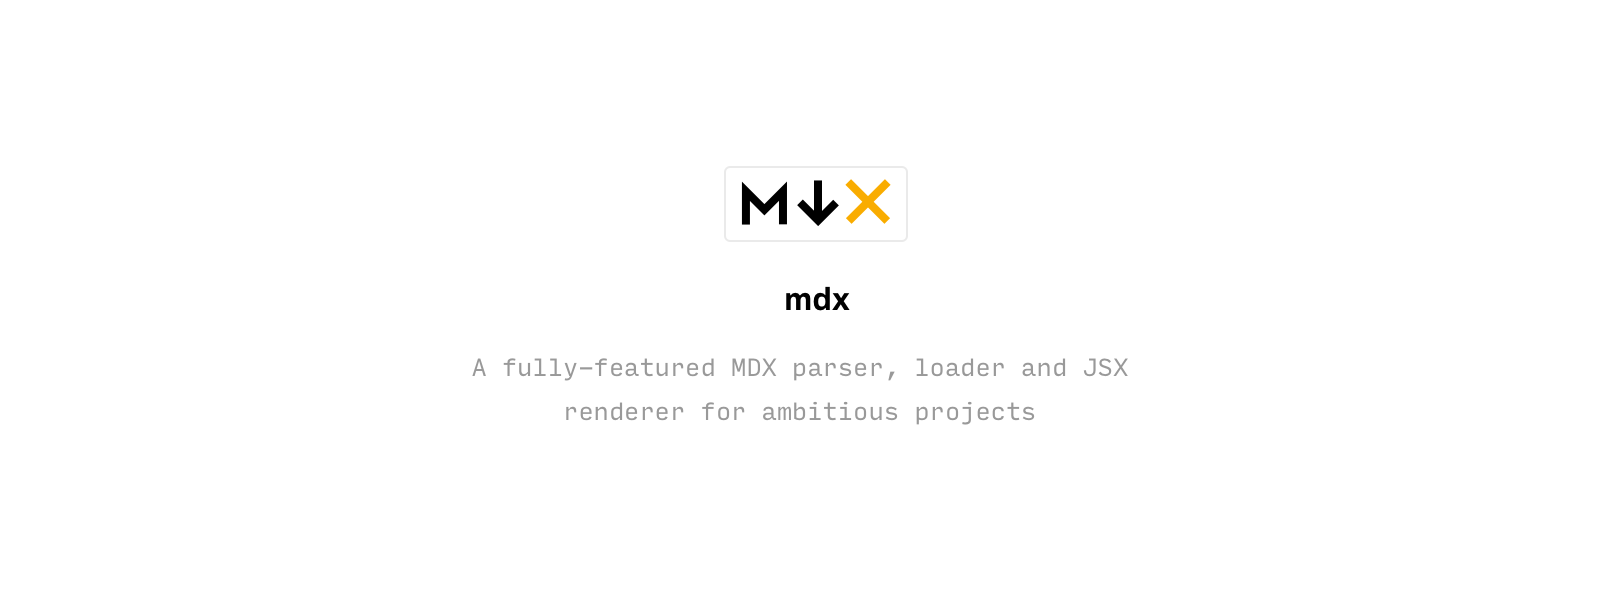 M↓X
mdx
A fully-featured MDX parser, loader and JSX
renderer for ambitious projects